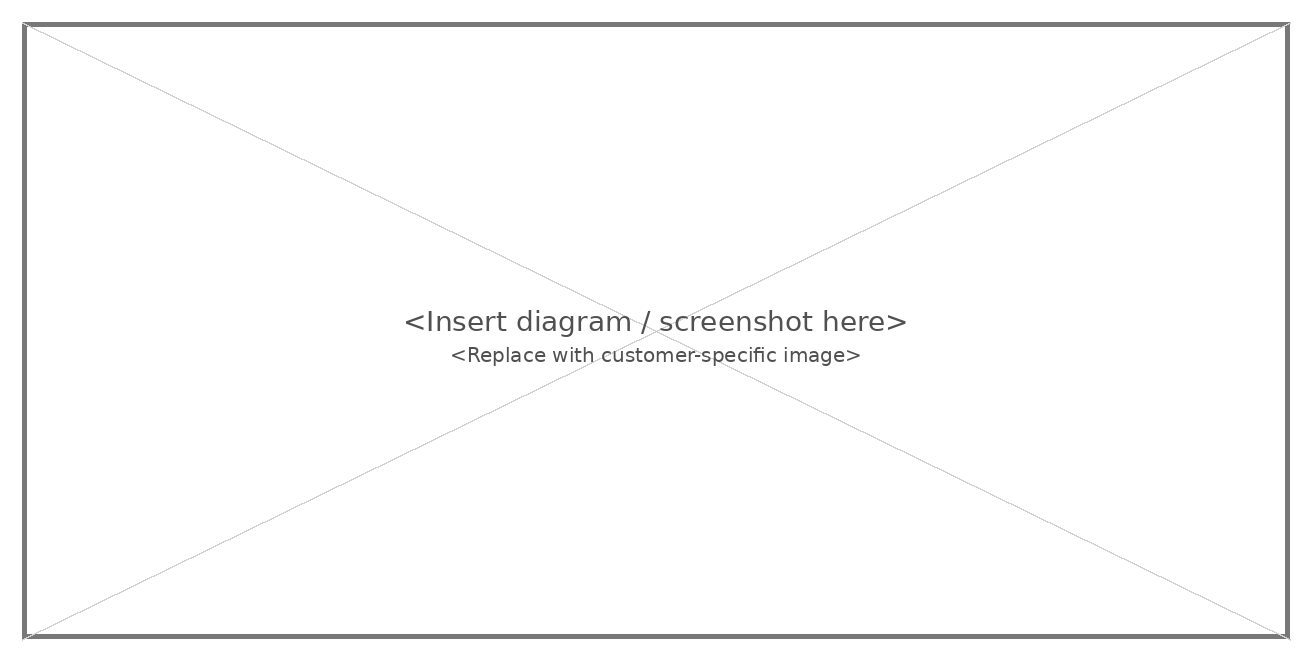 <Insert diagram / screenshot here>
<Replace with customer-specific image>